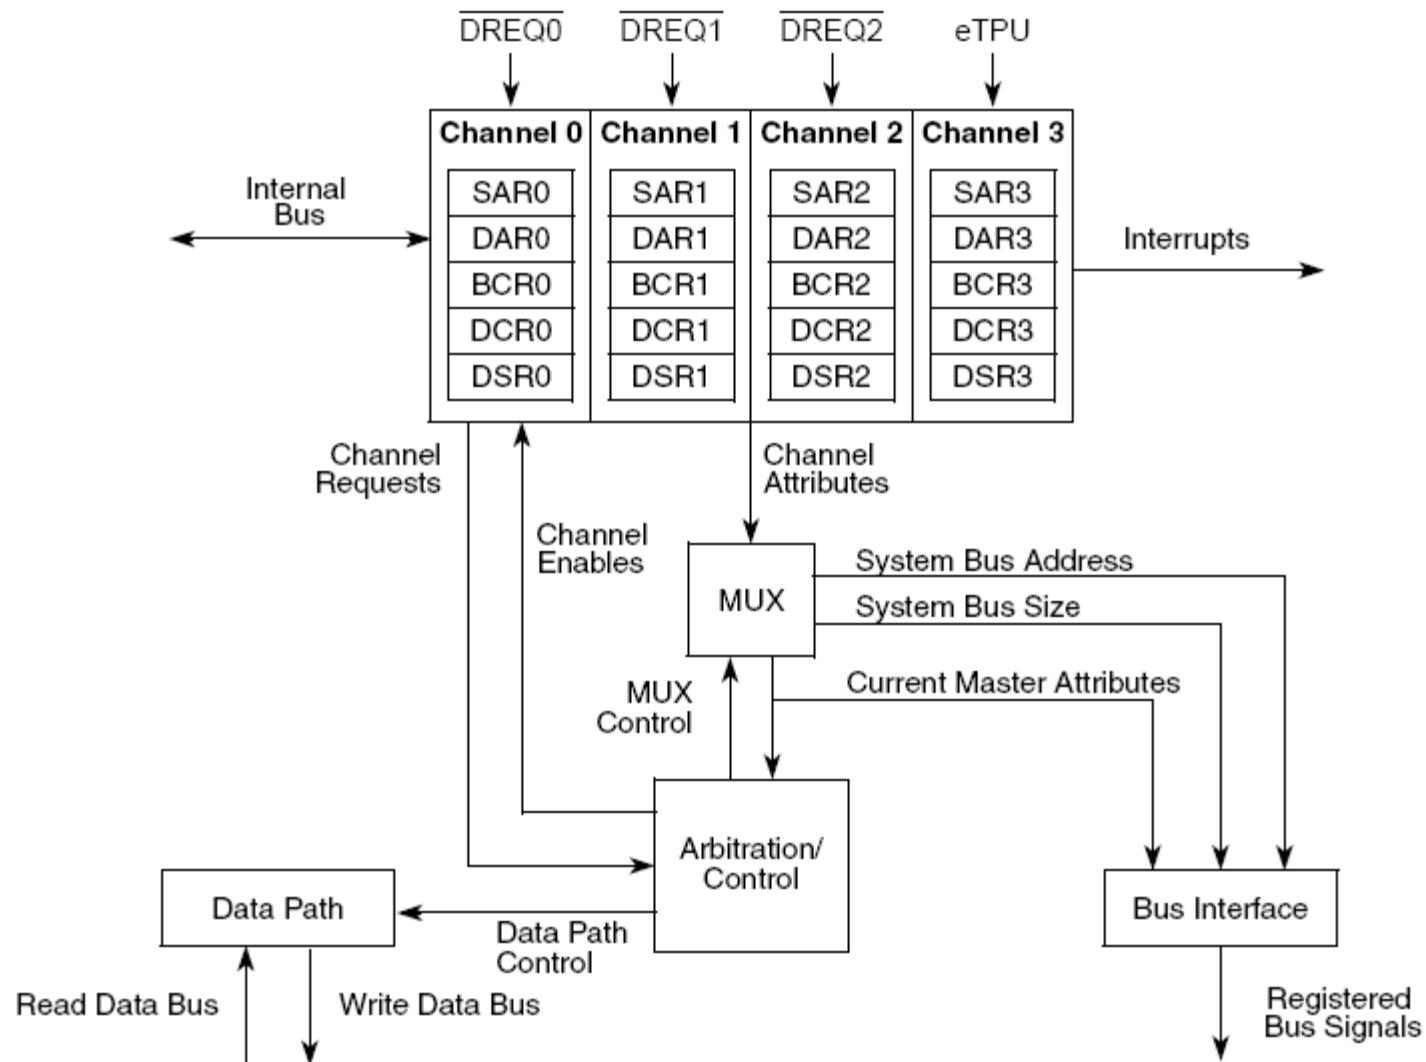 DREQ0 DREQ1 DREQ2 eTPU
Channel 0 Channel 1 Channel 2 Channel 3
Internal
Bus
SAR0 SAR1 SAR2 SAR3
DAR0 DAR1 DAR2 DAR3
Interrupts
BCR0 BCR1 BCR2 BCR3
DCR0 DCR1 DCR2 DCR3
DSR0 DSR1 DSR2 DSR3
Channel
Requests
Channel
Attributes
Channel
Enables
System Bus Address
MUX
System Bus Size
MUX
Control
Current Master Attributes
Arbitration/
Control
Data Path
Bus Interface
Data Path
Control
Read Data Bus
Write Data Bus
Registered
Bus Signals